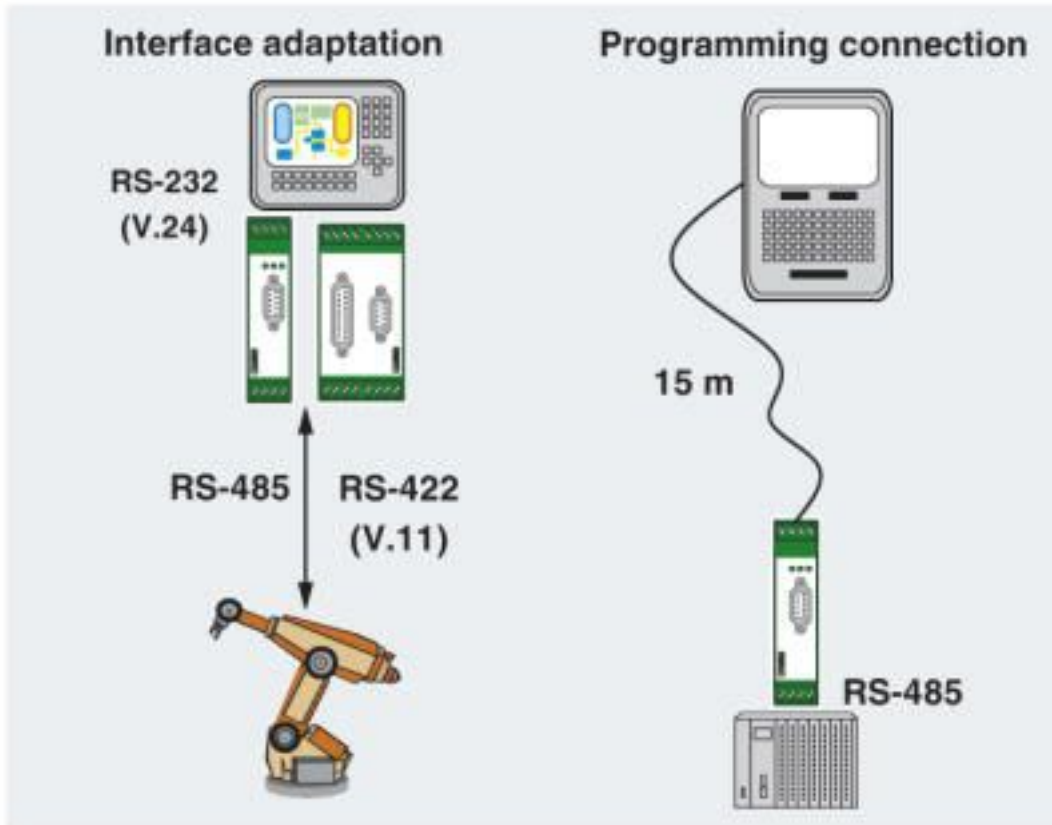 Interface adaptation
Programming connection
RS-232
(V.24)
15 m
RS-485
RS-422
(V.11)
RS-485